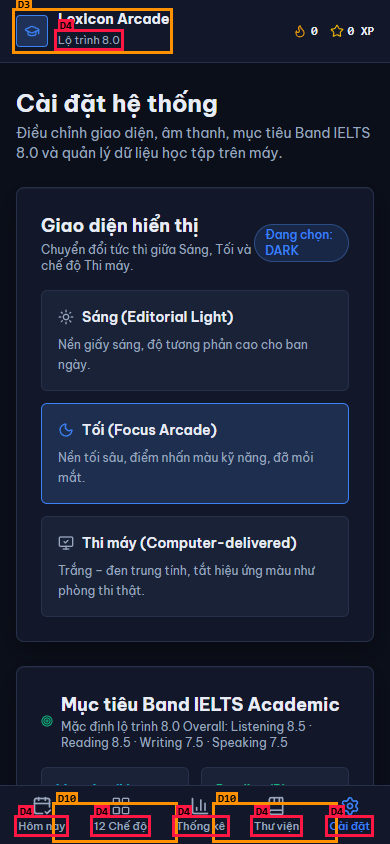 D3
Lexicon Arcade
D4
Lộ trình 8.0
0
0 XP
Cài đặt hệ thống
Điều chỉnh giao diện, âm thanh, mục tiêu Band IELTS
8.0 và quản lý dữ liệu học tập trên máy.
Giao diện hiển thị
Chuyển đổi tức thì giữa Sáng, Tối và
chế độ Thi máy.
Đang chọn:
DARK
Sáng (Editorial Light)
Nền giấy sáng, độ tương phản cao cho ban
ngày.
Tối (Focus Arcade)
Nền tối sâu, điểm nhấn màu kỹ năng, đỡ mỏi
mắt.
Thi máy (Computer-delivered)
Trắng – đen trung tính, tắt hiệu ứng màu như
phòng thi thật.
Mục tiêu Band IELTS Academic
Mặc định lộ trình 8.0 Overall: Listening 8.5 ·
Reading 8.5 · Writing 7.5 · Speaking 7.5
D10
D10
D4
D4
D4
D4
D4
Hôm nay
12 Chế độ
Thống kê
Thư viện
Cài đặt